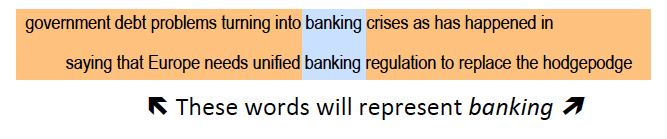 government debt problems turning into banking crises as has happened in
saying that Europe needs unified banking regulation to replace the hodgepodge
These words will represent banking